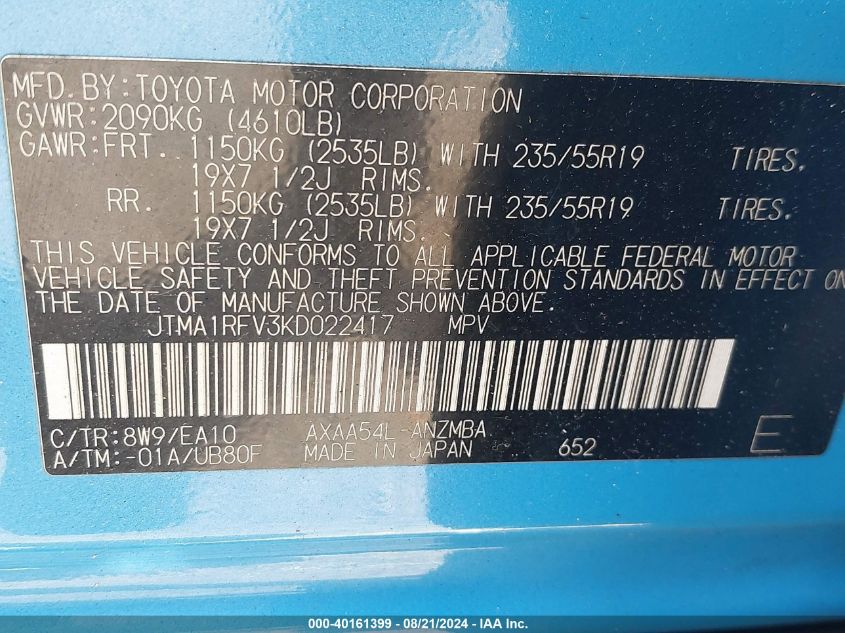 MFD.BY:TOYOTA MOTOR CORPORATION
GVWR:2090KG (4610LB)
GAWR:FRT. 1150KG (2535LB) WITH 235/55R19 TIRES,
19X7 1/2J RIMS.
RR. 1150KG (2535LB) WITH 235/55R19 TIRES,
19X7 1/2J RIMS.
THIS VEHICLE CONFORMS TO ALL APPLICABLE FEDERAL MOTOR
VEHICLE SAFETY AND THEFT PREVENTION STANDARDS IN EFFECT ON
THE DATE OF MANUFACTURE SHOWN ABOVE.
JTMA1RFV3KD022417 MPV
C/TR:8W9/EA10 AXAA54L-ANZMBA
A/TM:-01A/UB80F MADE IN JAPAN 652 E
000-40161399 - 08/21/2024 - IAA Inc.